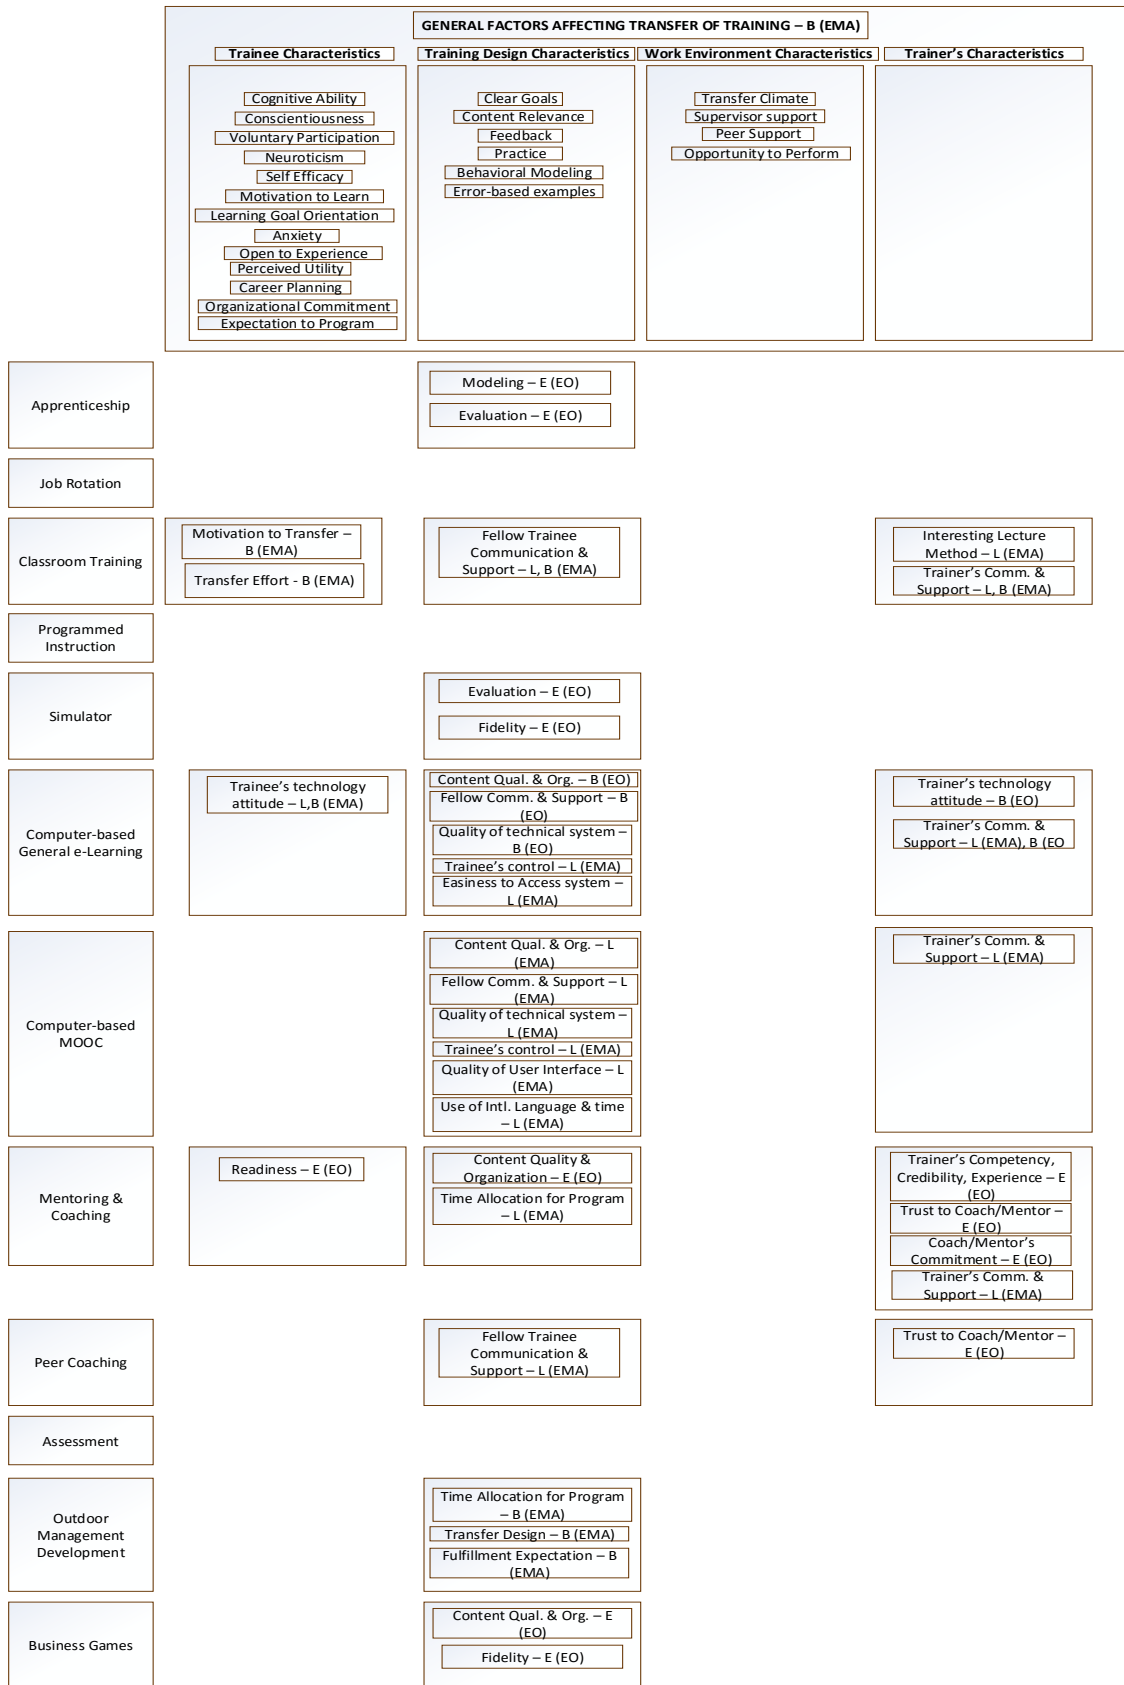 GENERAL FACTORS AFFECTING TRANSFER OF TRAINING – B (EMA)
Trainee Characteristics
Training Design Characteristics
Work Environment Characteristics
Trainer's Characteristics
Cognitive Ability
Conscientiousness
Voluntary Participation
Neuroticism
Self Efficacy
Motivation to Learn
Learning Goal Orientation
Anxiety
Open to Experience
Perceived Utility
Career Planning
Organizational Commitment
Expectation to Program
Clear Goals
Content Relevance
Feedback
Practice
Behavioral Modeling
Error-based examples
Transfer Climate
Supervisor support
Peer Support
Opportunity to Perform
Apprenticeship
Modeling – E (EO)
Evaluation – E (EO)
Job Rotation
Classroom Training
Motivation to Transfer –
B (EMA)
Transfer Effort - B (EMA)
Fellow Trainee
Communication &
Support – L, B (EMA)
Interesting Lecture
Method – L (EMA)
Trainer's Comm. &
Support – L, B (EMA)
Programmed
Instruction
Simulator
Evaluation – E (EO)
Fidelity – E (EO)
Computer-based
General e-Learning
Trainee's technology
attitude – L,B (EMA)
Content Qual. & Org. – B (EO)
Fellow Comm. & Support – B
(EO)
Quality of technical system –
B (EO)
Trainee's control – L (EMA)
Easiness to Access system –
L (EMA)
Trainer's technology
attitude – B (EO)
Trainer's Comm. &
Support – L (EMA), B (EO
Computer-based
MOOC
Content Qual. & Org. – L
(EMA)
Fellow Comm. & Support – L
(EMA)
Quality of technical system –
L (EMA)
Trainee's control – L (EMA)
Quality of User Interface – L
(EMA)
Use of Intl. Language & time
– L (EMA)
Trainer's Comm. &
Support – L (EMA)
Mentoring &
Coaching
Readiness – E (EO)
Content Quality &
Organization – E (EO)
Time Allocation for Program
– L (EMA)
Trainer's Competency,
Credibility, Experience – E
(EO)
Trust to Coach/Mentor –
E (EO)
Coach/Mentor's
Commitment – E (EO)
Trainer's Comm. &
Support – L (EMA)
Peer Coaching
Fellow Trainee
Communication &
Support – L (EMA)
Trust to Coach/Mentor –
E (EO)
Assessment
Outdoor
Management
Development
Time Allocation for Program
– B (EMA)
Transfer Design – B (EMA)
Fulfillment Expectation – B
(EMA)
Business Games
Content Qual. & Org. – E
(EO)
Fidelity – E (EO)